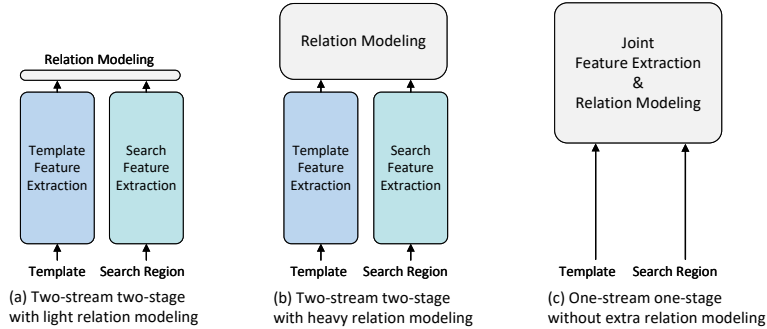 Relation Modeling
Template
Feature
Extraction
Search
Feature
Extraction
Template
Search Region
(a) Two-stream two-stage
with light relation modeling
Relation Modeling
Template
Feature
Extraction
Search
Feature
Extraction
Template
Search Region
(b) Two-stream two-stage
with heavy relation modeling
Joint
Feature Extraction
&
Relation Modeling
Template
Search Region
(c) One-stream one-stage
without extra relation modeling